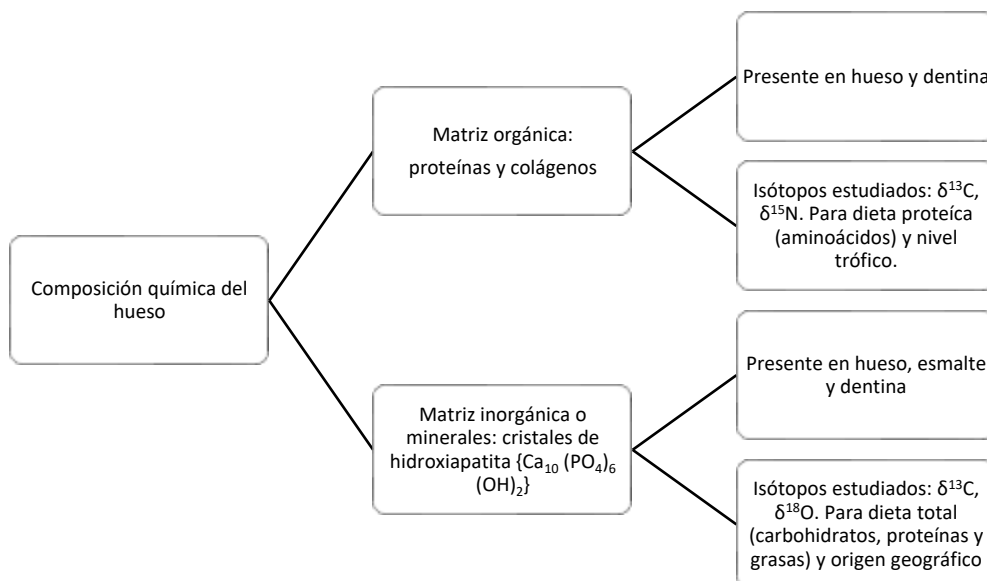 Composición química del
hueso
Matriz orgánica:
proteínas y colágenos
Presente en hueso y dentina
Isótopos estudiados: δ¹³C,
δ¹⁵N. Para dieta proteíca
(aminoácidos) y nivel
trófico.
Matriz inorgánica o
minerales: cristales de
hidroxiapatita {Ca₁₀ (PO₄)₆
(OH)₂}
Presente en hueso, esmalte
y dentina
Isótopos estudiados: δ¹³C,
δ¹⁸O. Para dieta total
(carbohidratos, proteínas y
grasas) y origen geográfico